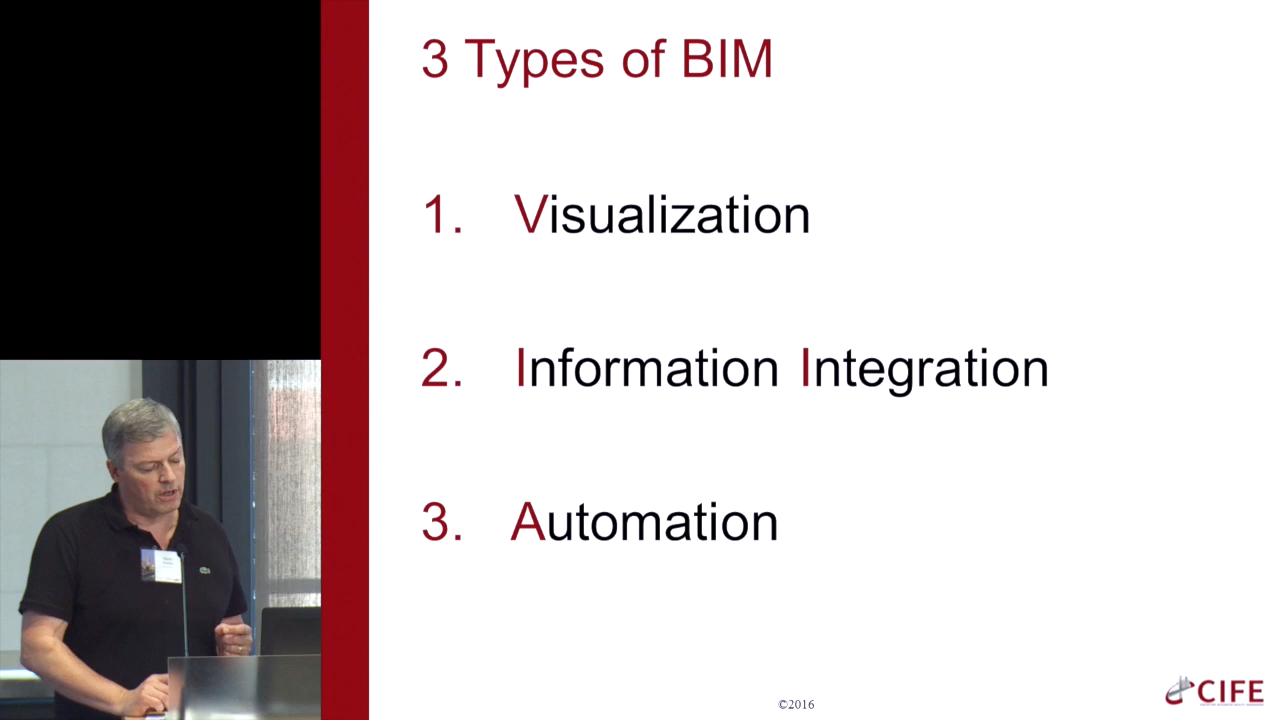 3 Types of BIM
1. Visualization
2. Information Integration
3. Automation
©2016
CIFE